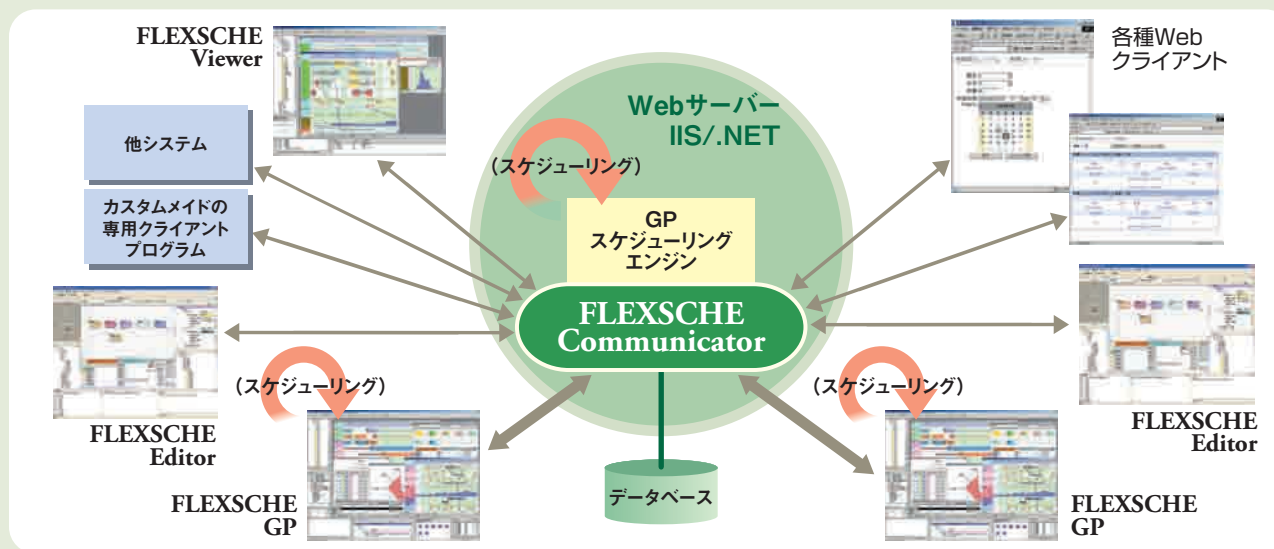 FLEXSCHE
Viewer
各種Web
クライアント
Webサーバー
IIS/.NET
他システム
(スケジューリング)
カスタムメイドの
専用クライアント
プログラム
GP
スケジューリング
エンジン
FLEXSCHE
Communicator
(スケジューリング)
(スケジューリング)
FLEXSCHE
Editor
FLEXSCHE
Editor
データベース
FLEXSCHE
GP
FLEXSCHE
GP